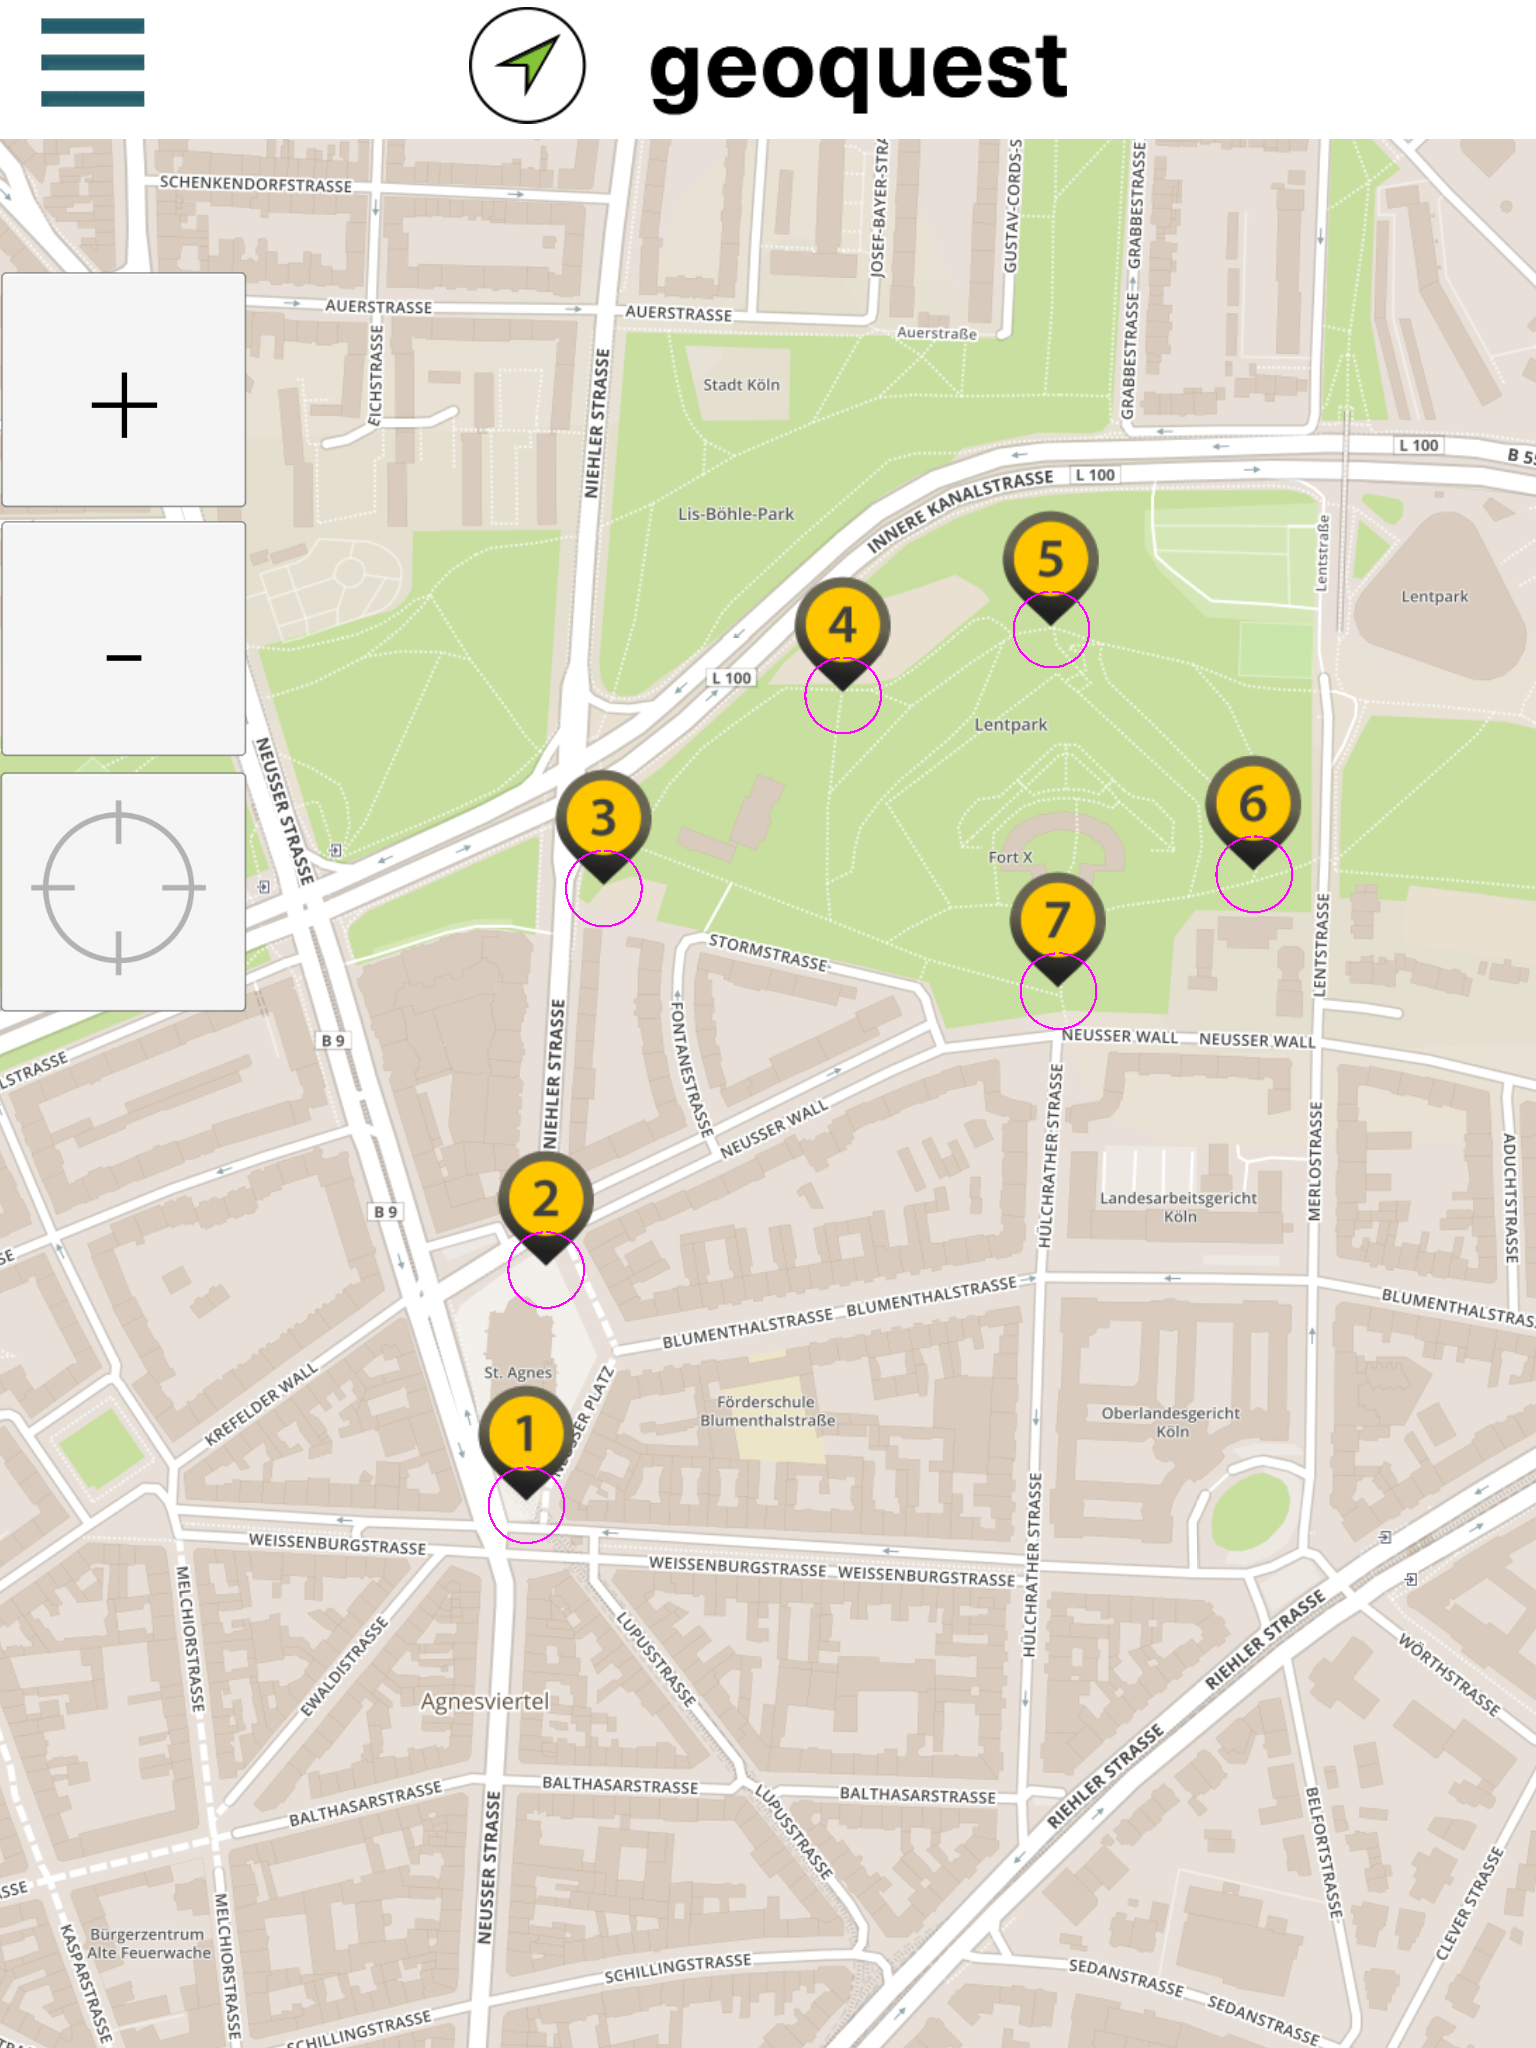 geoquest
SCHENKENDORFSTRASSE
JOSEF-BAYER-STRA
GUSTAV-CORDS-S
GRABBESTRASSE
AUERSTRASSE
AUERSTRASSE
Auerstraße
EICHSTRASSE
NIEHLER STRASSE
GRABBESTRASSE
Stadt Köln
+
L 100
B 55
L 100
INNERE KANALSTRASSE
Lis-Böhle-Park
Lentstraße
5
Lentpark
4
−
L 100
Lentpark
NEUSSER STRASSE
3
6
Fort X
7
LENTSTRASSE
STORMSTRASSE
FONTANESTRASSE
NIEHLER STRASSE
B 9
NEUSSER WALL
NEUSSER WALL
LSTRASSE
NEUSSER WALL
HÜLCHRATHER STRASSE
MERLOSTRASSE
ADUCHTSTRASSE
2
B 9
Landesarbeitsgericht
Köln
SSE
BLUMENTHALSTRASSE
BLUMENTHALSTRASSE
BLUMENTHALSTRAS
St. Agnes
KREFELDER WALL
NEUSSER PLATZ
Förderschule
Blumenthalstraße
Oberlandesgericht
Köln
1
HÜLCHRATHER STRASSE
WEISSENBURGSTRASSE
WEISSENBURGSTRASSE
WEISSENBURGSTRASSE
MELCHIORSTRASSE
EWALDISTRASSE
LUPUSSTRASSE
RIEHLER STRASSE
WÖRTHSTRASSE
Agnesviertel
BALTHASARSTRASSE
BALTHASARSTRASSE
BALTHASARSTRASSE
RIEHLER STRASSE
LUPUSSTRASSE
BELFORTSTRASSE
NEUSSER STRASSE
CLEVER STRASSE
SSE
Bürgerzentrum
Alte Feuerwache
KASPARSTRASSE
MELCHIORSTRASSE
SCHILLINGSTRASSE
SEDANSTRASSE
SEDANSTRASSE
SCHILLINGSTRASSE